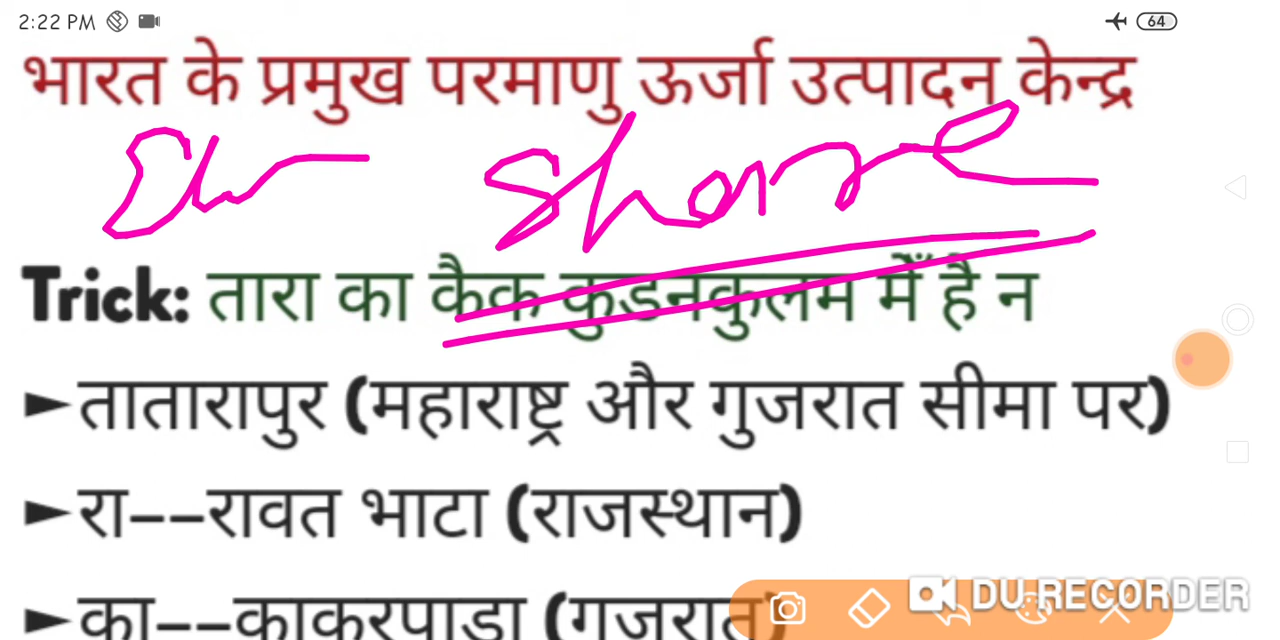 2:22 PM 64
भारत के प्रमुख परमाणु ऊर्जा उत्पादन केन्द्र
Trick: तारा का कैक कुडनकुलम में है न
►तातारापुर (महाराष्ट्र और गुजरात सीमा पर)
►रा––रावत भाटा (राजस्थान)
►का––काकरपाडा (गुजरात)
DU RECORDER